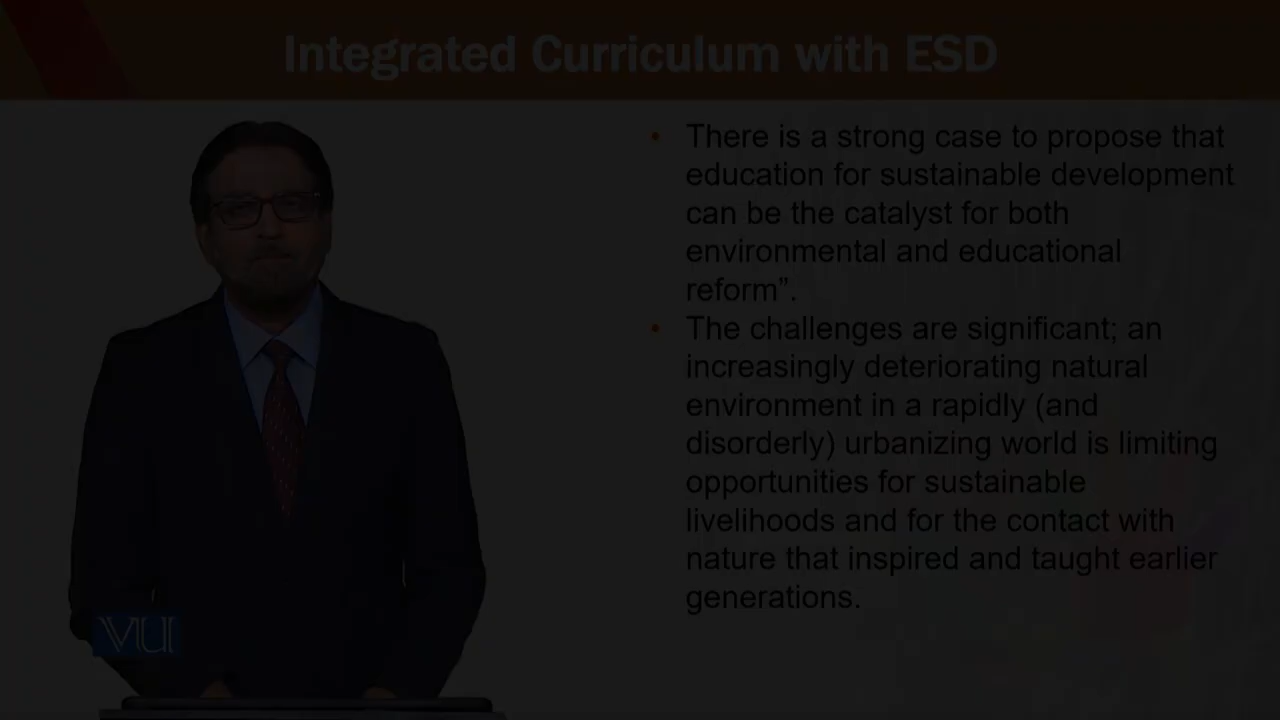 Integrated Curriculum with ESD
• There is a strong case to propose that
education for sustainable development
can be the catalyst for both
environmental and educational
reform”.
• The challenges are significant; an
increasingly deteriorating natural
environment in a rapidly (and
disorderly) urbanizing world is limiting
opportunities for sustainable
livelihoods and for the contact with
nature that inspired and taught earlier
generations.
VU